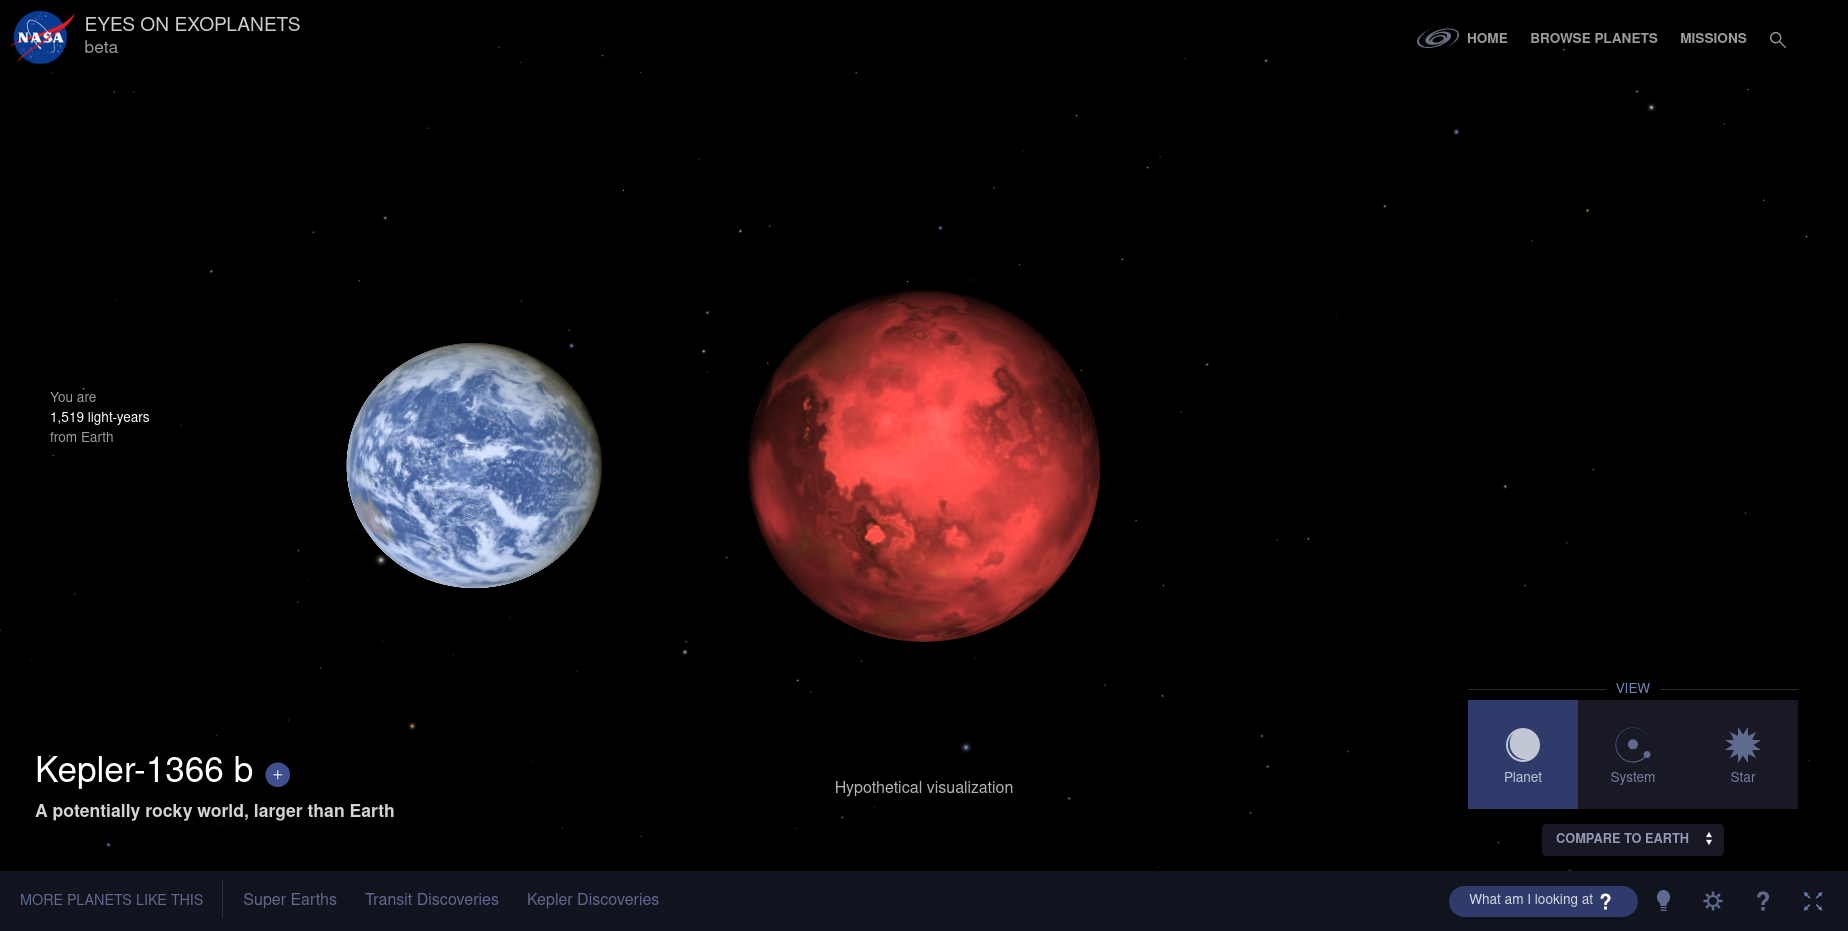 NASA
EYES ON EXOPLANETS
beta
HOME
BROWSE PLANETS
MISSIONS
You are
1,519 light-years
from Earth
Kepler-1366 b
+
A potentially rocky world, larger than Earth
Hypothetical visualization
VIEW
Planet
System
Star
COMPARE TO EARTH
MORE PLANETS LIKE THIS
Super Earths
Transit Discoveries
Kepler Discoveries
What am I looking at ?
?